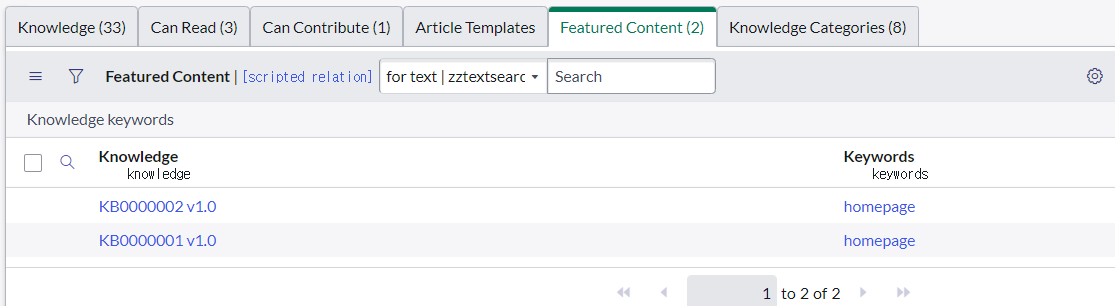 Knowledge (33) Can Read (3) Can Contribute (1) Article Templates Featured Content (2) Knowledge Categories (8)
Featured Content | [scripted relation] for text | zztextsearc Search
Knowledge keywords
Knowledge Keywords
knowledge keywords
KB0000002 v1.0 homepage
KB0000001 v1.0 homepage
1 to 2 of 2